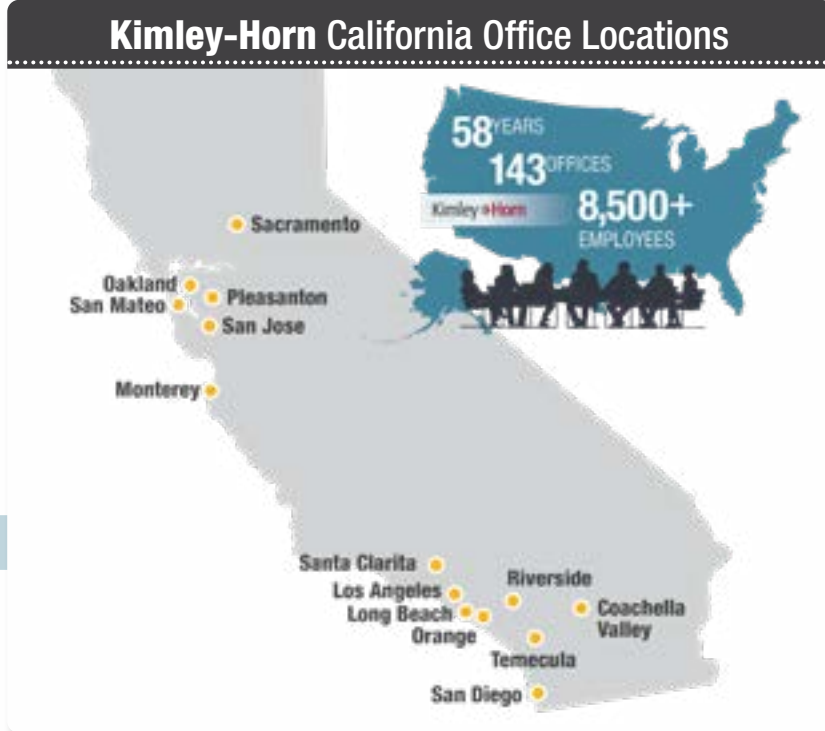 Kimley-Horn California Office Locations
58 YEARS
143 OFFICES
Kimley»Horn
8,500+
EMPLOYEES
Sacramento
Oakland
Pleasanton
San Mateo
San Jose
Monterey
Santa Clarita
Riverside
Los Angeles
Long Beach
Coachella
Valley
Orange
Temecula
San Diego